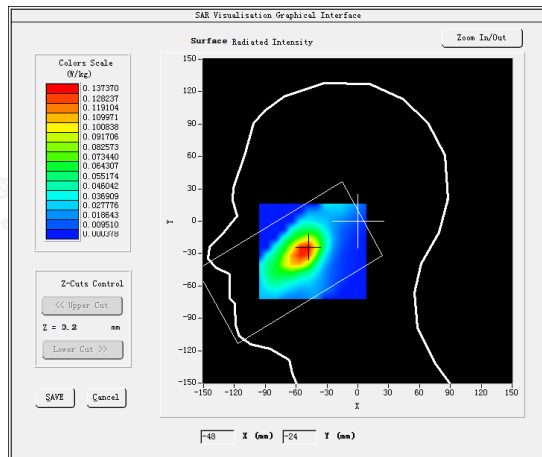 SAR Visualisation Graphical Interface
Surface Radiated Intensity
Zoom In/Out
Colors Scale
(W/kg)
0.137370
0.128237
0.119104
0.109971
0.100838
0.091706
0.082573
0.073440
0.064307
0.055174
0.046042
0.036909
0.027776
0.018643
0.009510
0.000378
Z-Cuts Control
<< Upper Cut
Z = 0.2 mm
Lower Cut >>
SAVE
Cancel
150
120
90
60
30
0
-30
-60
-90
-120
-150
Y
-150 -120 -90 -60 -30 0 30 60 90 120 150
X
-48 X (mm) -24 Y (mm)